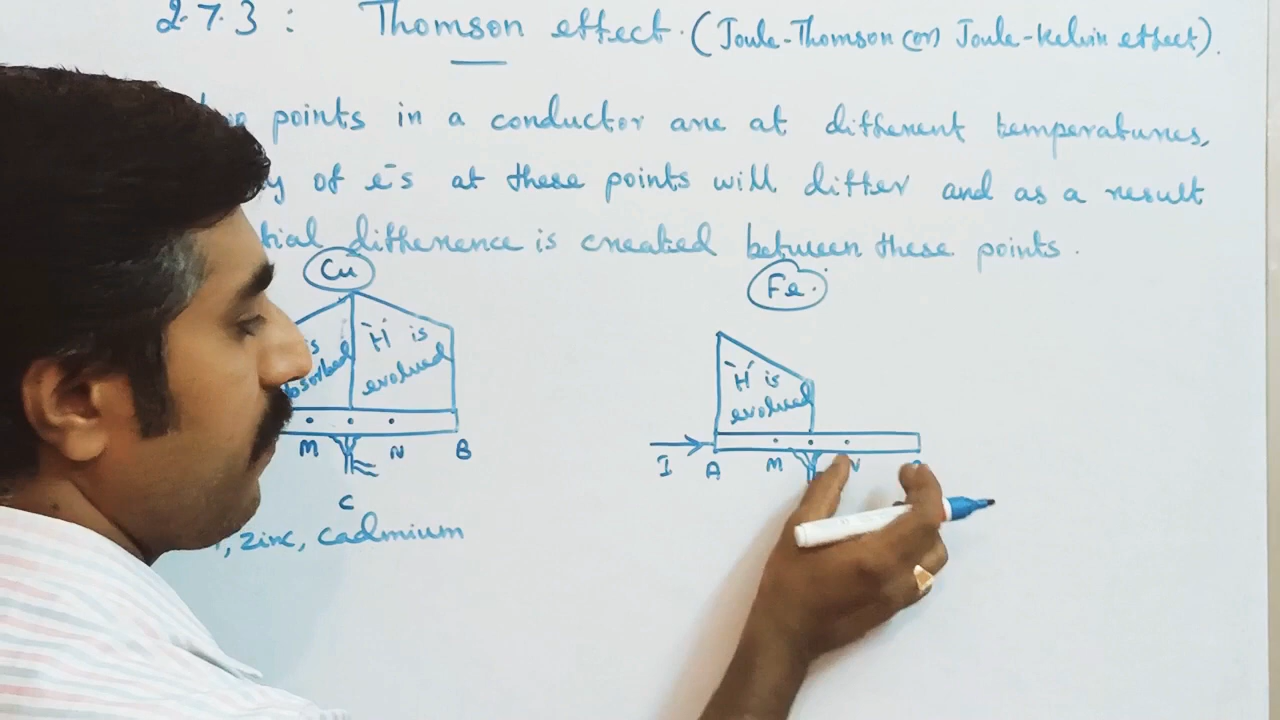 2.7.3 : Thomson effect. (Joule-Thomson (or) Joule-Kelvin effect).
points in a conductor are at different temperatures,
of e⁻s at these points will differ and as a result
difference is created between these points.
Cu
Fe.
is absorbed
"H" is evolved
"H" is evolved
M N B
C
I A M
, zinc, cadmium